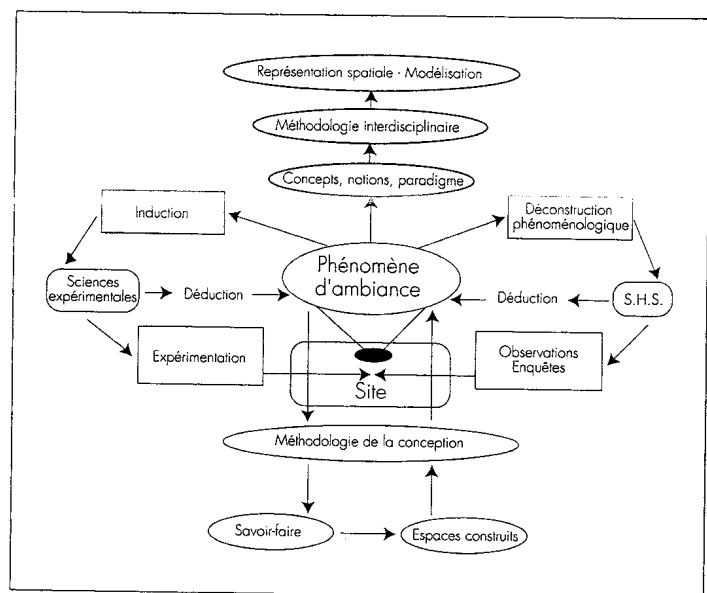 Représentation spatiale - Modélisation
Méthodologie interdisciplinaire
Concepts, notions, paradigme
Induction
Déconstruction
phénoménologique
Phénomène
d'ambiance
Sciences
expérimentales
Déduction
Déduction
S.H.S.
Expérimentation
Observations
Enquêtes
Site
Méthodologie de la conception
Savoir-faire
Espaces construits